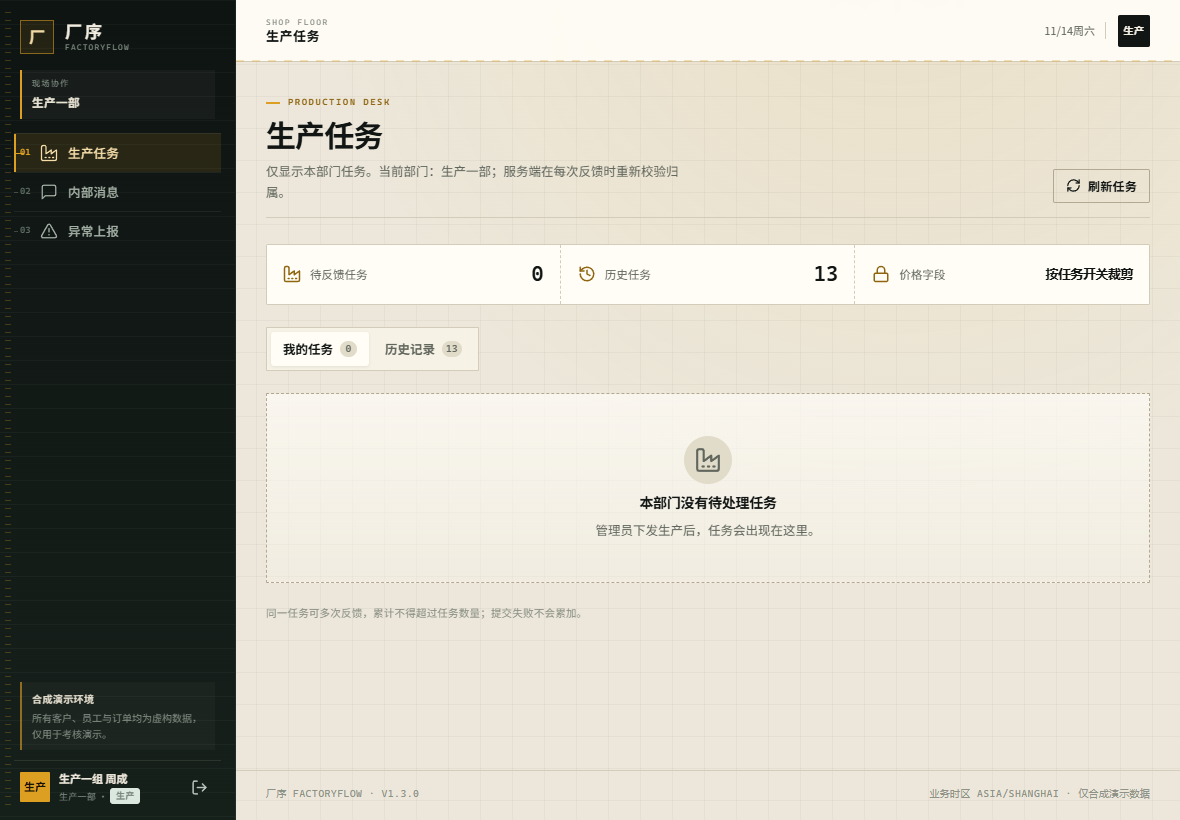 厂
厂序
FACTORYFLOW
现场协作
生产一部
01 生产任务
02 内部消息
03 异常上报
合成演示环境
所有客户、员工与订单均为虚构数据，
仅用于考核演示。
生产
生产一组 周成
生产一部 · 生产
SHOP FLOOR
生产任务
11/14周六
生产
PRODUCTION DESK
生产任务
仅显示本部门任务。当前部门：生产一部；服务端在每次反馈时重新校验归
属。
刷新任务
待反馈任务 0
历史任务 13
价格字段 按任务开关裁剪
我的任务 0 历史记录 13
本部门没有待处理任务
管理员下发生产后，任务会出现在这里。
同一任务可多次反馈，累计不得超过任务数量；提交失败不会累加。
厂序 FACTORYFLOW · V1.3.0
业务时区 ASIA/SHANGHAI · 仅合成演示数据